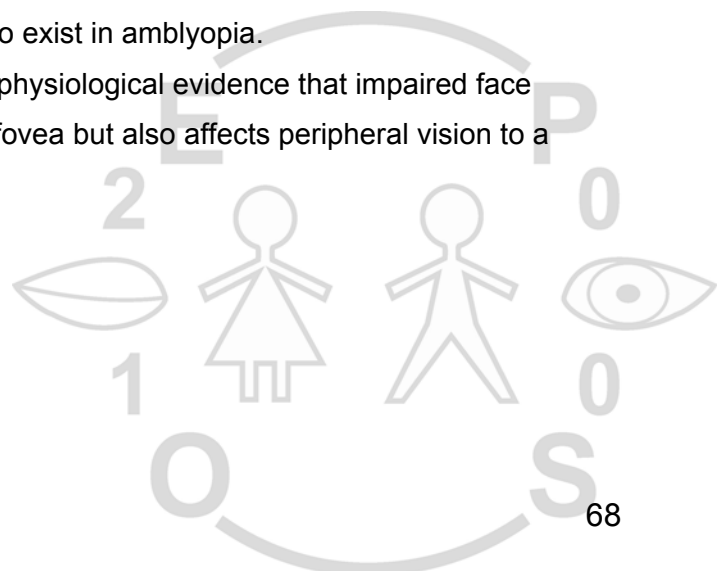 o exist in amblyopia.
physiological evidence that impaired face
fovea but also affects peripheral vision to a
E P
2 0
1 0
O S
68